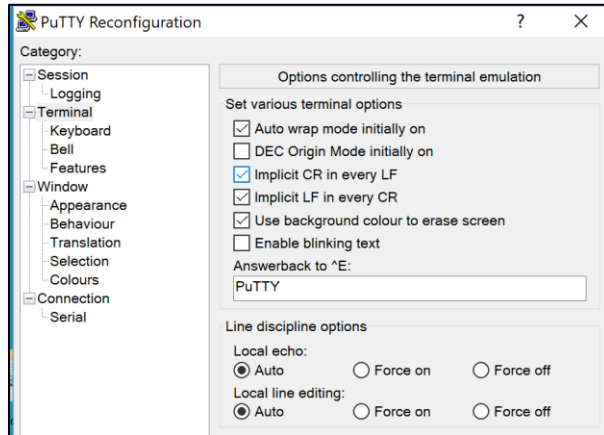 PuTTY Reconfiguration ? ×
Category:
Session
Logging
Terminal
Keyboard
Bell
Features
Window
Appearance
Behaviour
Translation
Selection
Colours
Connection
Serial
Options controlling the terminal emulation
Set various terminal options
Auto wrap mode initially on
DEC Origin Mode initially on
Implicit CR in every LF
Implicit LF in every CR
Use background colour to erase screen
Enable blinking text
Answerback to ^E:
PuTTY
Line discipline options
Local echo:
Auto Force on Force off
Local line editing:
Auto Force on Force off